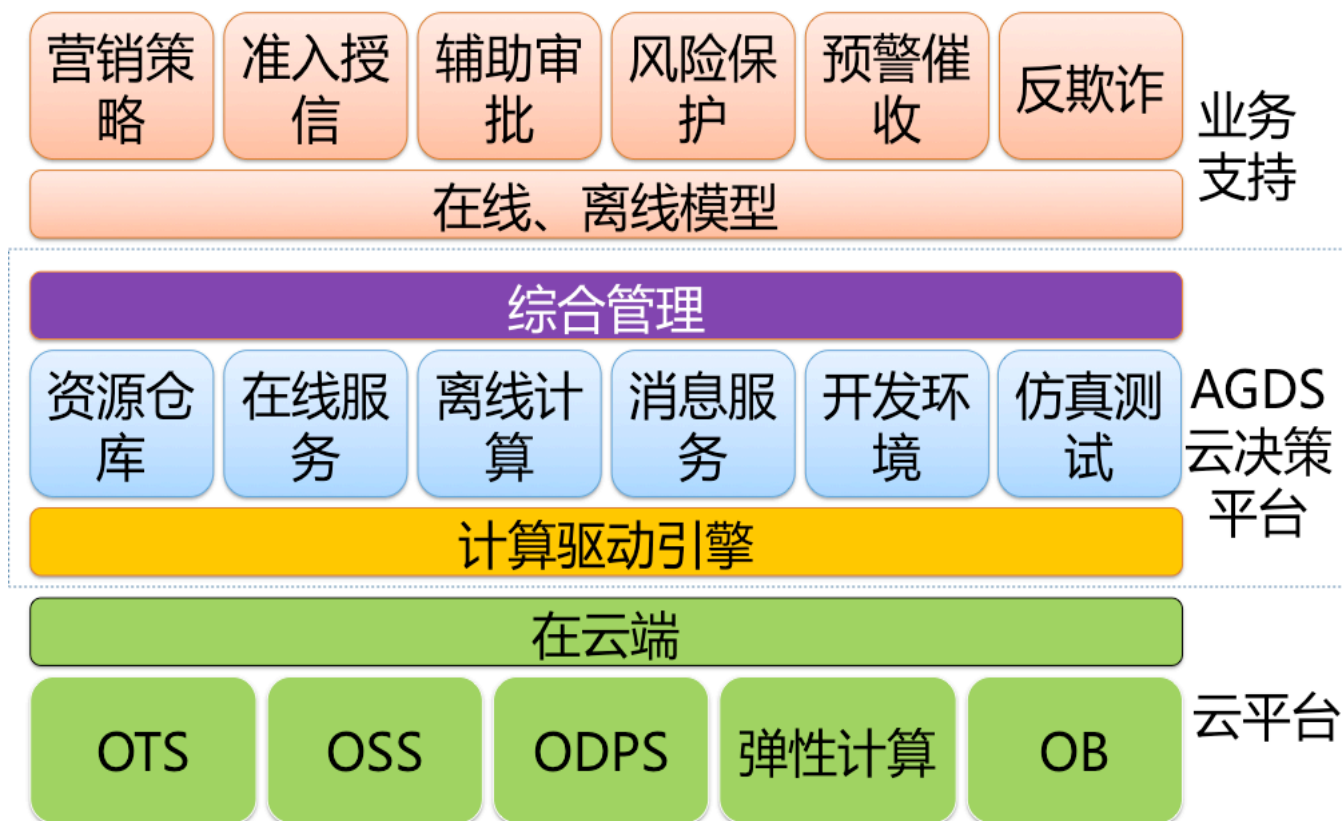 营销策
略
准入授
信
辅助审
批
风险保
护
预警催
收
反欺诈
业务
支持
在线、离线模型
综合管理
资源仓
库
在线服
务
离线计
算
消息服
务
开发环
境
仿真测
试
AGDS
云决策
平台
计算驱动引擎
在云端
OTS
OSS
ODPS
弹性计算
OB
云平台